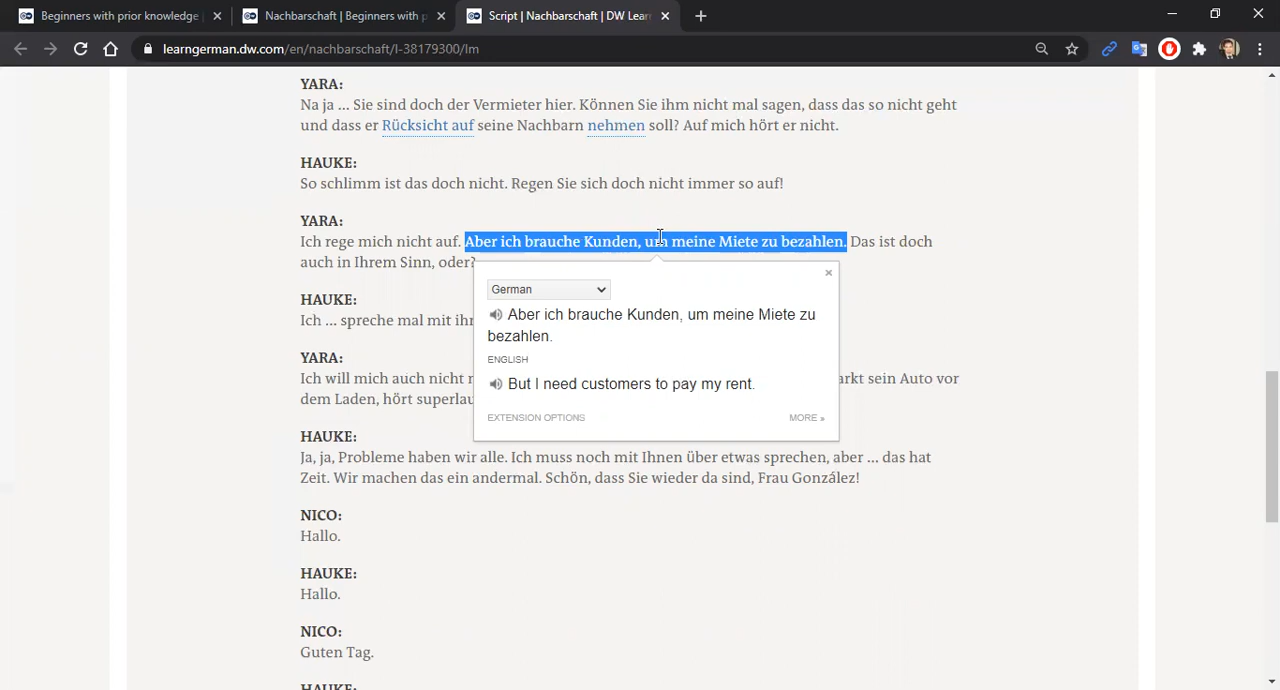 Beginners with prior knowledge
Nachbarschaft | Beginners with p
Script | Nachbarschaft | DW Lear
learngerman.dw.com/en/nachbarschaft/l-38179300/lm
YARA:
Na ja ... Sie sind doch der Vermieter hier. Können Sie ihm nicht mal sagen, dass das so nicht geht
und dass er Rücksicht auf seine Nachbarn nehmen soll? Auf mich hört er nicht.
HAUKE:
So schlimm ist das doch nicht. Regen Sie sich doch nicht immer so auf!
YARA:
Ich rege mich nicht auf. Aber ich brauche Kunden, um meine Miete zu bezahlen. Das ist doch
auch in Ihrem Sinn, oder?
German
Aber ich brauche Kunden, um meine Miete zu
bezahlen.
ENGLISH
But I need customers to pay my rent.
EXTENSION OPTIONS
MORE »
HAUKE:
Ich ... spreche mal mit ihr
YARA:
Ich will mich auch nicht arkt sein Auto vor
dem Laden, hört superlau
HAUKE:
Ja, ja, Probleme haben wir alle. Ich muss noch mit Ihnen über etwas sprechen, aber ... das hat
Zeit. Wir machen das ein andermal. Schön, dass Sie wieder da sind, Frau González!
NICO:
Hallo.
HAUKE:
Hallo.
NICO:
Guten Tag.
HAUKE: